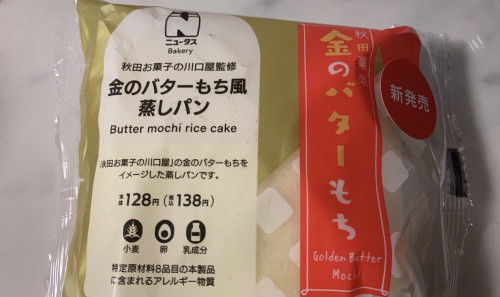 ニュータス
Bakery
秋田お菓子の川口屋監修
金のバターもち風
蒸しパン
Butter mochi rice cake
「秋田お菓子の川口屋」の金のバターもちを
イメージした蒸しパンです。
本体128円(税込138円)
小麦 卵 乳成分
特定原材料8品目の本製品
に含まれるアレルギー物質
秋田
金のバターもち
Golden Butter
Mochi
新発売